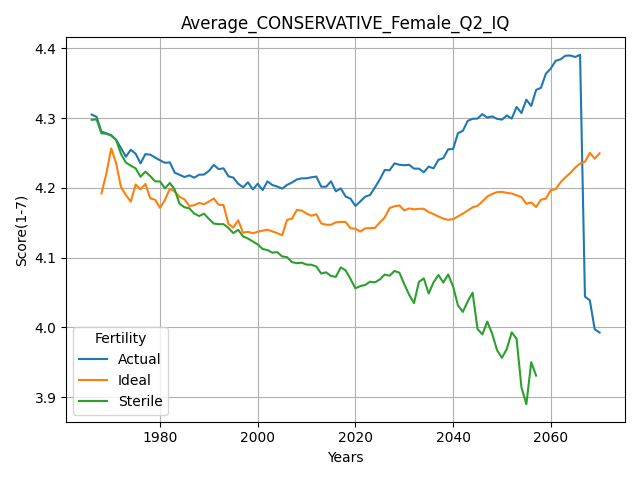 Average_CONSERVATIVE_Female_Q2_IQ
4.4
4.3
4.2
4.1
4.0
3.9
Score(1-7)
Fertility
Actual
Ideal
Sterile
1980
2000
2020
2040
2060
Years